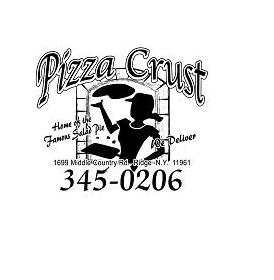 Pizza Crust
Home of the
Famous Salad Pie
We Deliver
1699 Middle Country Rd., Ridge N.Y. 11961
345-0206